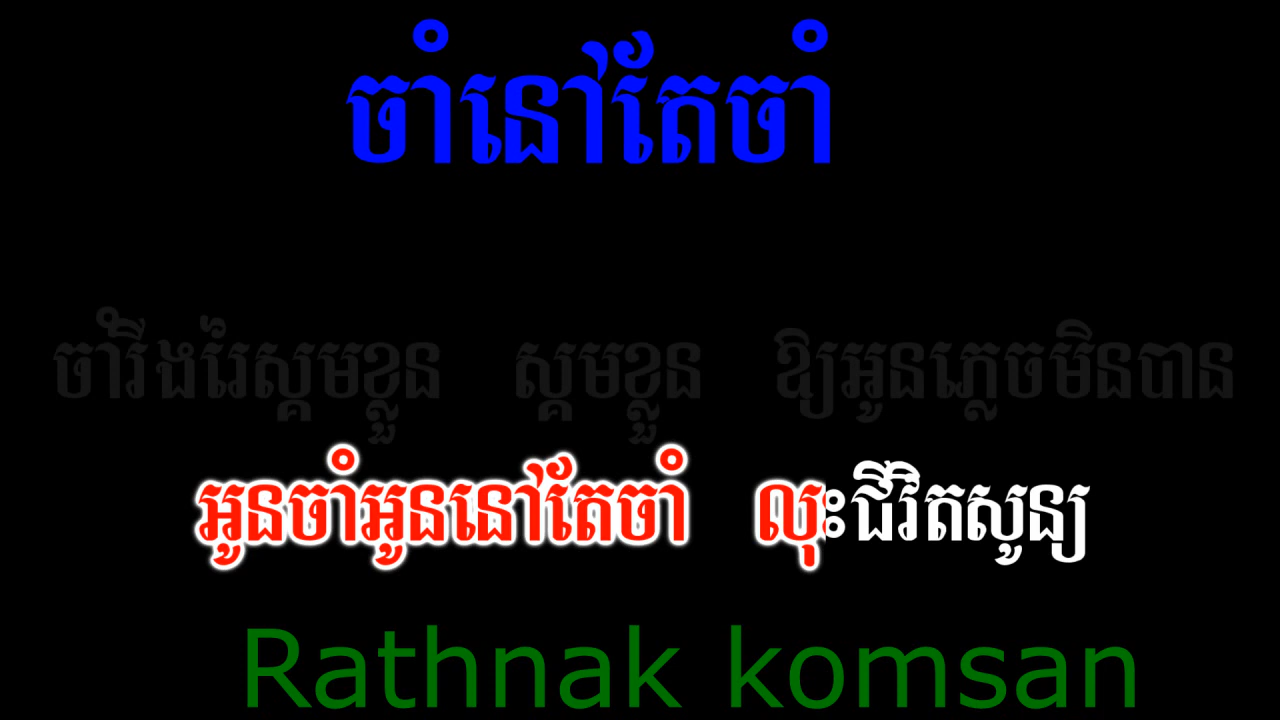 ចាំនៅតែចាំ
ចាំរីងរៃស្គមខ្លួន ស្គមខ្លួន ឱ្យអូនភ្លេចមិនបាន
អូនចាំអូននៅតែចាំ លុះជីវិតសូន្យ
Rathnak komsan